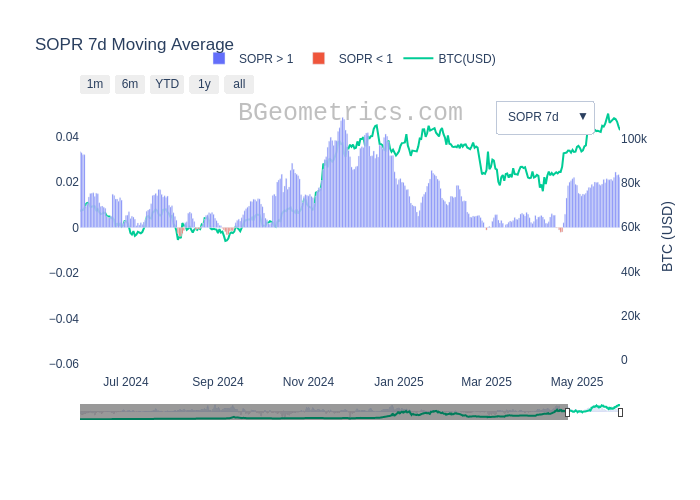 SOPR 7d Moving Average
SOPR > 1 SOPR < 1 BTC(USD)
1m 6m YTD 1y all
BGeometrics.com
SOPR 7d ▼
0.04
0.02
0
−0.02
−0.04
−0.06
100k
80k
60k
40k
20k
0
BTC (USD)
Jul 2024 Sep 2024 Nov 2024 Jan 2025 Mar 2025 May 2025